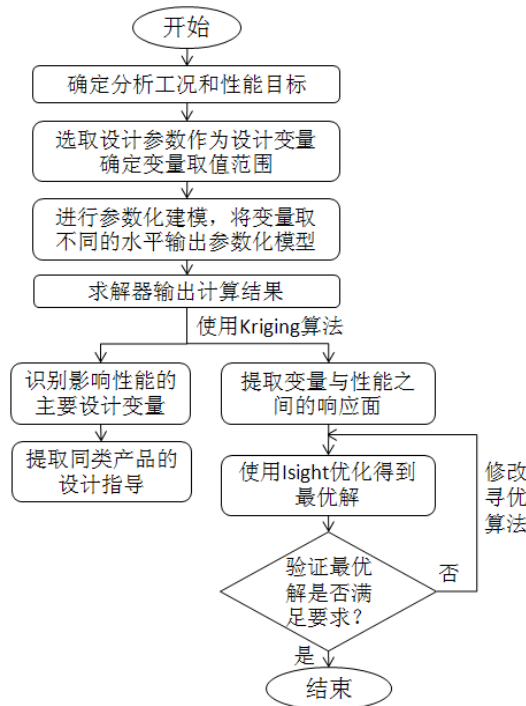 开始
确定分析工况和性能目标
选取设计参数作为设计变量
确定变量取值范围
进行参数化建模，将变量取
不同的水平输出参数化模型
求解器输出计算结果
使用Kriging算法
识别影响性能的
主要设计变量
提取同类产品的
设计指导
提取变量与性能之
间的响应面
使用Isight优化得到
最优解
修改
寻优
算法
验证最优
解是否满
足要求？
否
是
结束